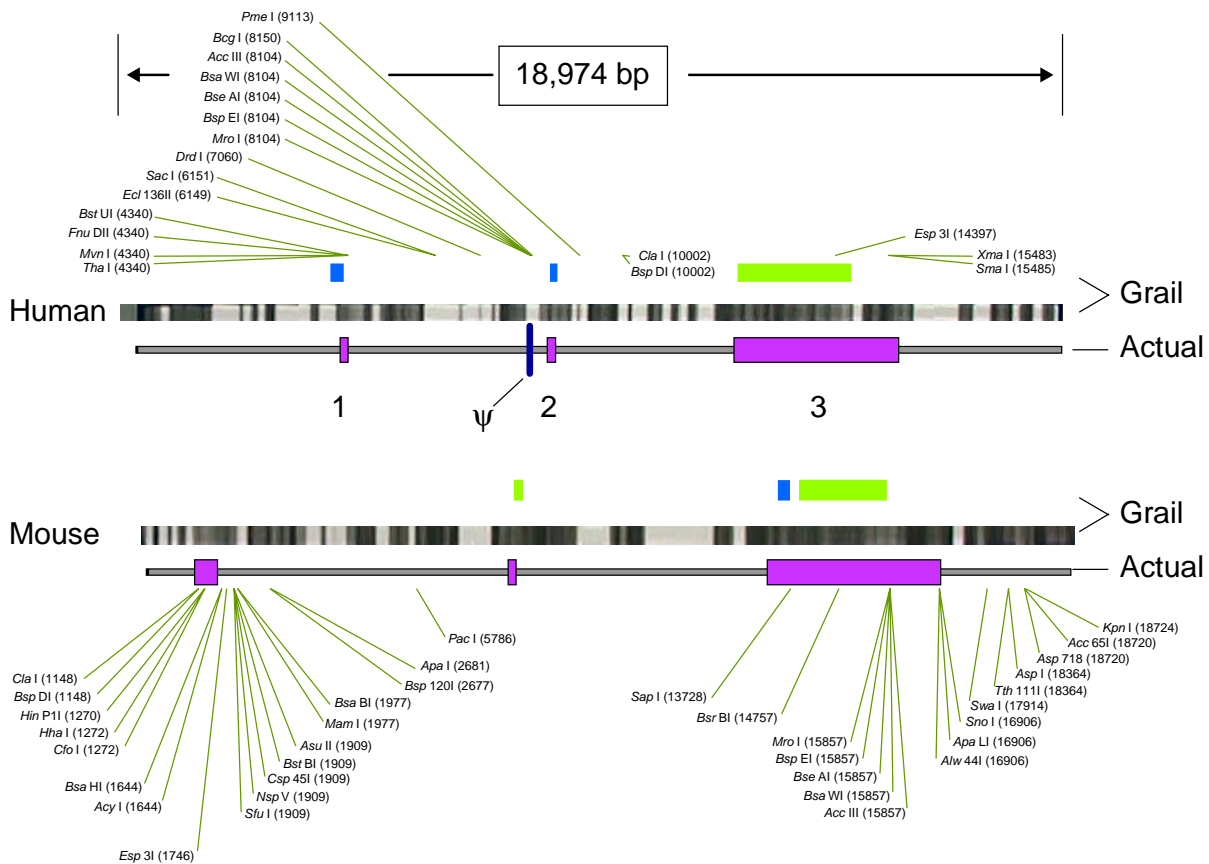 Pme I (9113)
Bcg I (8150)
Acc III (8104)
Bsa WI (8104)
Bse AI (8104)
Bsp EI (8104)
Mro I (8104)
Drd I (7060)
Sac I (6151)
Ecl 136II (6149)
Bst UI (4340)
Fnu DII (4340)
Mvn I (4340)
Tha I (4340)
18,974 bp
Cla I (10002)
Bsp DI (10002)
Esp 3I (14397)
Xma I (15483)
Sma I (15485)
Human
Grail
Actual
1
ψ
2
3
Mouse
Grail
Actual
Cla I (1148)
Bsp DI (1148)
Hin P1I (1270)
Hha I (1272)
Cfo I (1272)
Bsa HI (1644)
Acy I (1644)
Esp 3I (1746)
Pac I (5786)
Apa I (2681)
Bsp 120I (2677)
Bsa BI (1977)
Mam I (1977)
Asu II (1909)
Bst BI (1909)
Csp 45I (1909)
Nsp V (1909)
Sfu I (1909)
Sap I (13728)
Bsr BI (14757)
Mro I (15857)
Bsp EI (15857)
Bse AI (15857)
Bsa WI (15857)
Acc III (15857)
Kpn I (18724)
Acc 65I (18720)
Asp 718 (18720)
Asp I (18364)
Tth 111I (18364)
Swa I (17914)
Sno I (16906)
Apa LI (16906)
Alw 44I (16906)